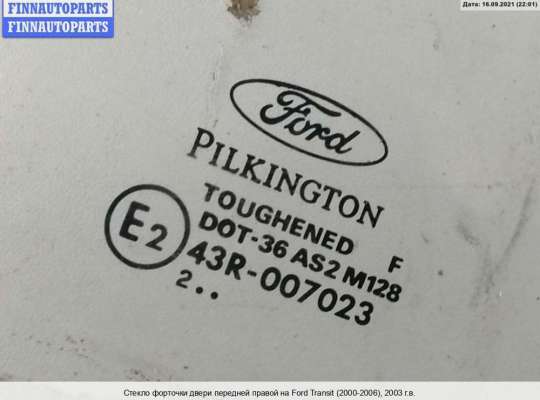 FINNAUTOPARTS
FINNAUTOPARTS
Дата: 16.09.2021 (22:01)
Ford
PILKINGTON
TOUGHENED F
DOT-36 AS2 M128
E2 43R-007023
2..
Стекло форточки двери передней правой на Ford Transit (2000-2006), 2003 г.в.